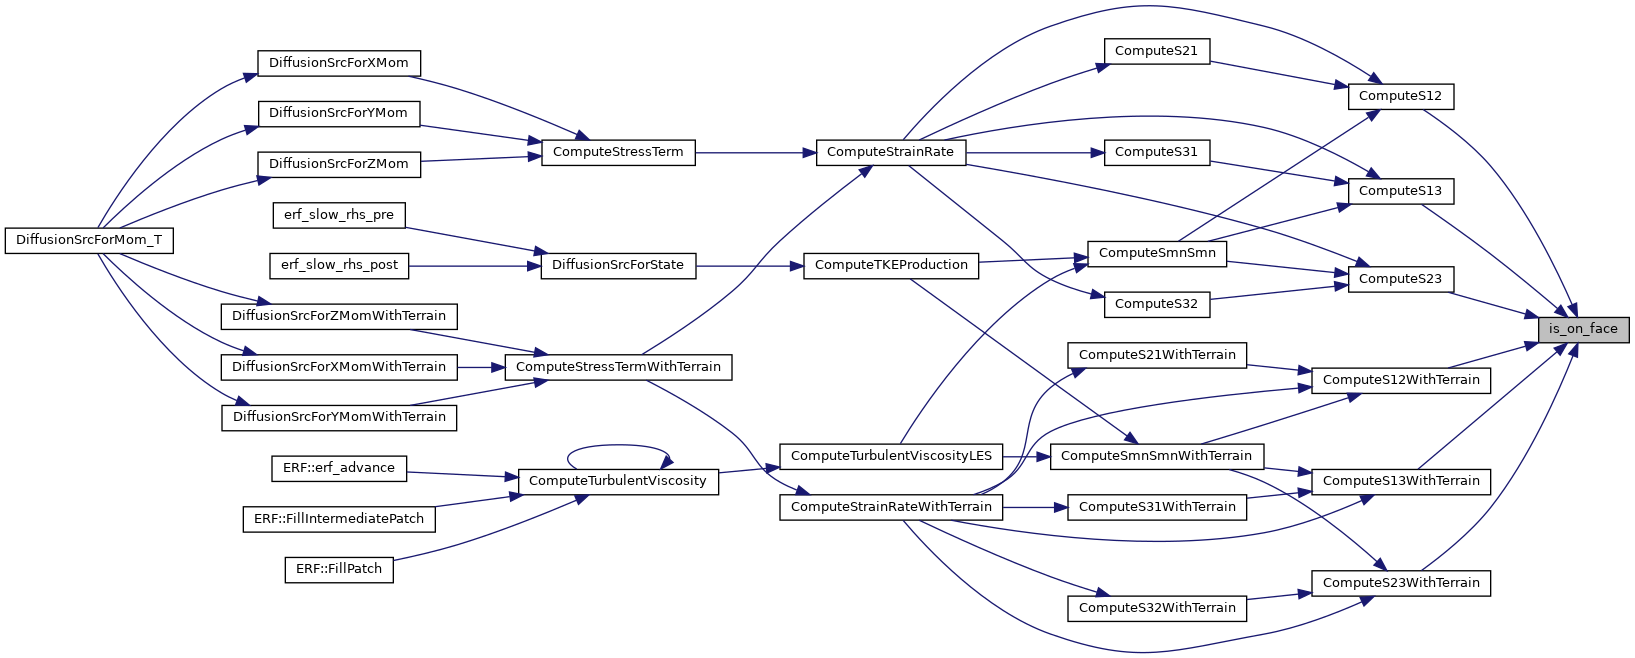 DiffusionSrcForMom_T
DiffusionSrcForXMom
DiffusionSrcForYMom
DiffusionSrcForZMom
erf_slow_rhs_pre
erf_slow_rhs_post
DiffusionSrcForZMomWithTerrain
DiffusionSrcForXMomWithTerrain
DiffusionSrcForYMomWithTerrain
ERF::erf_advance
ERF::FillIntermediatePatch
ERF::FillPatch
ComputeStressTerm
DiffusionSrcForState
ComputeStressTermWithTerrain
ComputeTurbulentViscosity
ComputeStrainRate
ComputeTKEProduction
ComputeTurbulentViscosityLES
ComputeStrainRateWithTerrain
ComputeS21
ComputeS31
ComputeSmnSmn
ComputeS32
ComputeS21WithTerrain
ComputeSmnSmnWithTerrain
ComputeS31WithTerrain
ComputeS32WithTerrain
ComputeS12
ComputeS13
ComputeS23
ComputeS12WithTerrain
ComputeS13WithTerrain
ComputeS23WithTerrain
is_on_face